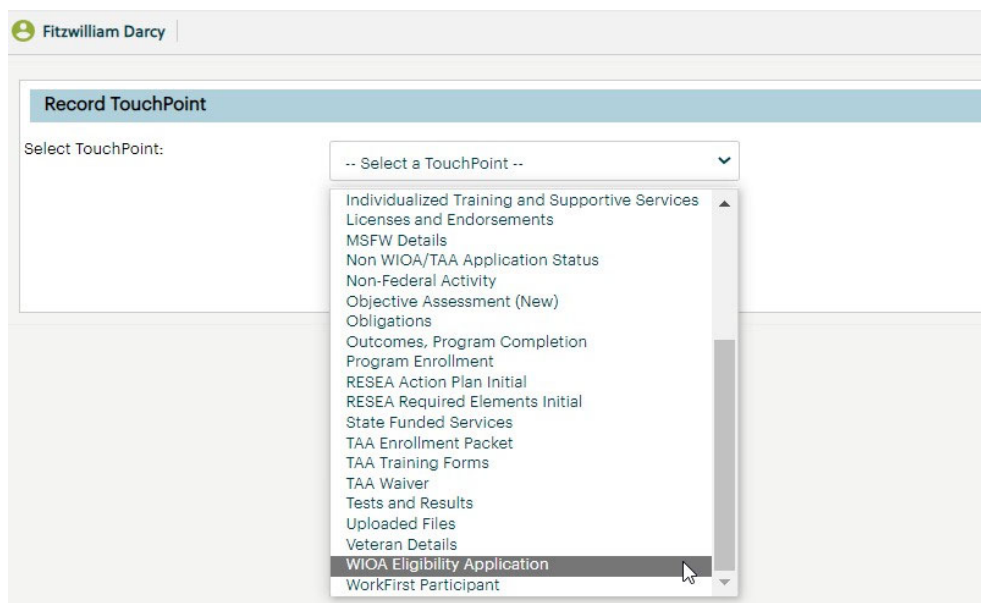 Fitzwilliam Darcy
Record TouchPoint
Select TouchPoint:
-- Select a TouchPoint --
Individualized Training and Supportive Services
Licenses and Endorsements
MSFW Details
Non WIOA/TAA Application Status
Non-Federal Activity
Objective Assessment (New)
Obligations
Outcomes, Program Completion
Program Enrollment
RESEA Action Plan Initial
RESEA Required Elements Initial
State Funded Services
TAA Enrollment Packet
TAA Training Forms
TAA Waiver
Tests and Results
Uploaded Files
Veteran Details
WIOA Eligibility Application
WorkFirst Participant